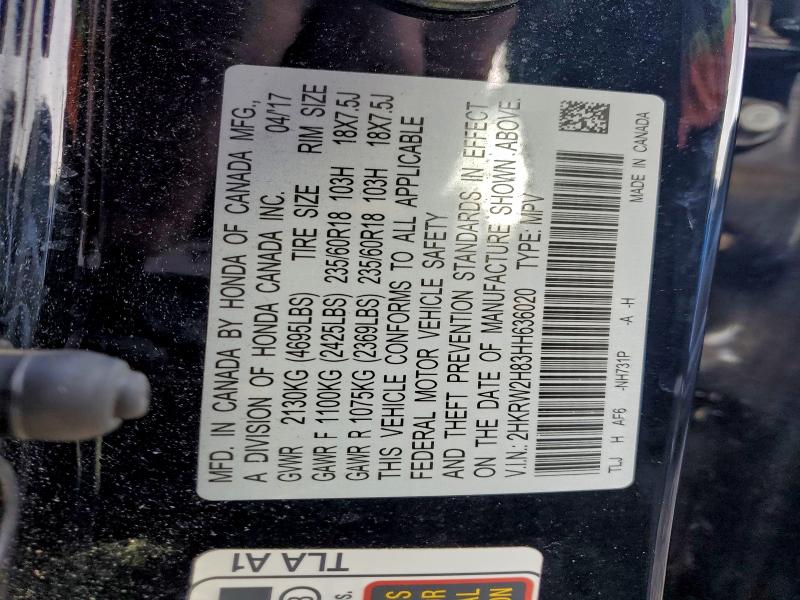 MFD. IN CANADA BY HONDA OF CANADA MFG.,
A DIVISION OF HONDA CANADA INC. 04/17
GVWR 2130KG (4695LBS) TIRE SIZE RIM SIZE
GAWR F 1100KG (2425LBS) 235/60R18 103H 18X7.5J
GAWR R 1075KG (2369LBS) 235/60R18 103H 18X7.5J
THIS VEHICLE CONFORMS TO ALL APPLICABLE
FEDERAL MOTOR VEHICLE SAFETY
AND THEFT PREVENTION STANDARDS IN EFFECT
ON THE DATE OF MANUFACTURE SHOWN ABOVE.
V.I.N.: 2HKRW2H83HH636020 TYPE: MPV
TLJ H AF6 -NH731P -A -H MADE IN CANADA
TLA A1